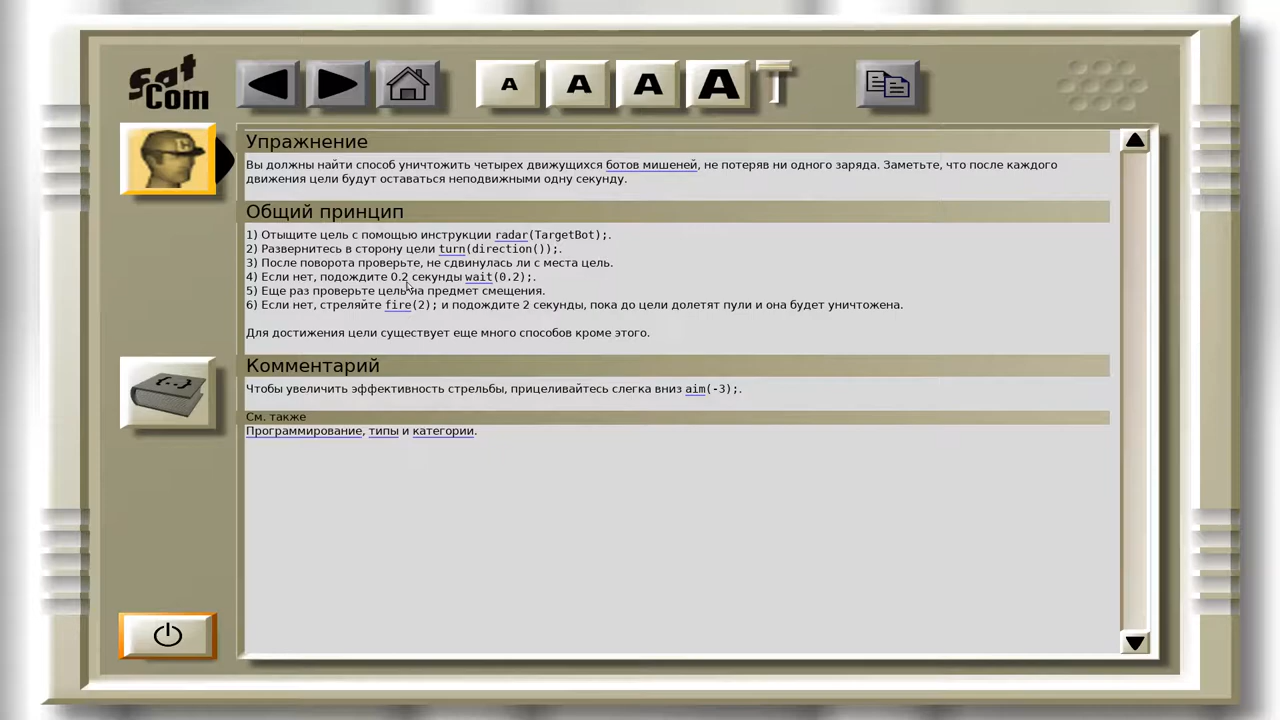 Sat
Com
A A A A T
Упражнение
Вы должны найти способ уничтожить четырех движущихся ботов мишеней, не потеряв ни одного заряда. Заметьте, что после каждого
движения цели будут оставаться неподвижными одну секунду.
Общий принцип
1) Отыщите цель с помощью инструкции radar(TargetBot);.
2) Развернитесь в сторону цели turn(direction());.
3) После поворота проверьте, не сдвинулась ли с места цель.
4) Если нет, подождите 0.2 секунды wait(0.2);.
5) Еще раз проверьте цель на предмет смещения.
6) Если нет, стреляйте fire(2); и подождите 2 секунды, пока до цели долетят пули и она будет уничтожена.
Для достижения цели существует еще много способов кроме этого.
Комментарий
Чтобы увеличить эффективность стрельбы, прицеливайтесь слегка вниз aim(-3);.
См. также
Программирование, типы и категории.
{..}